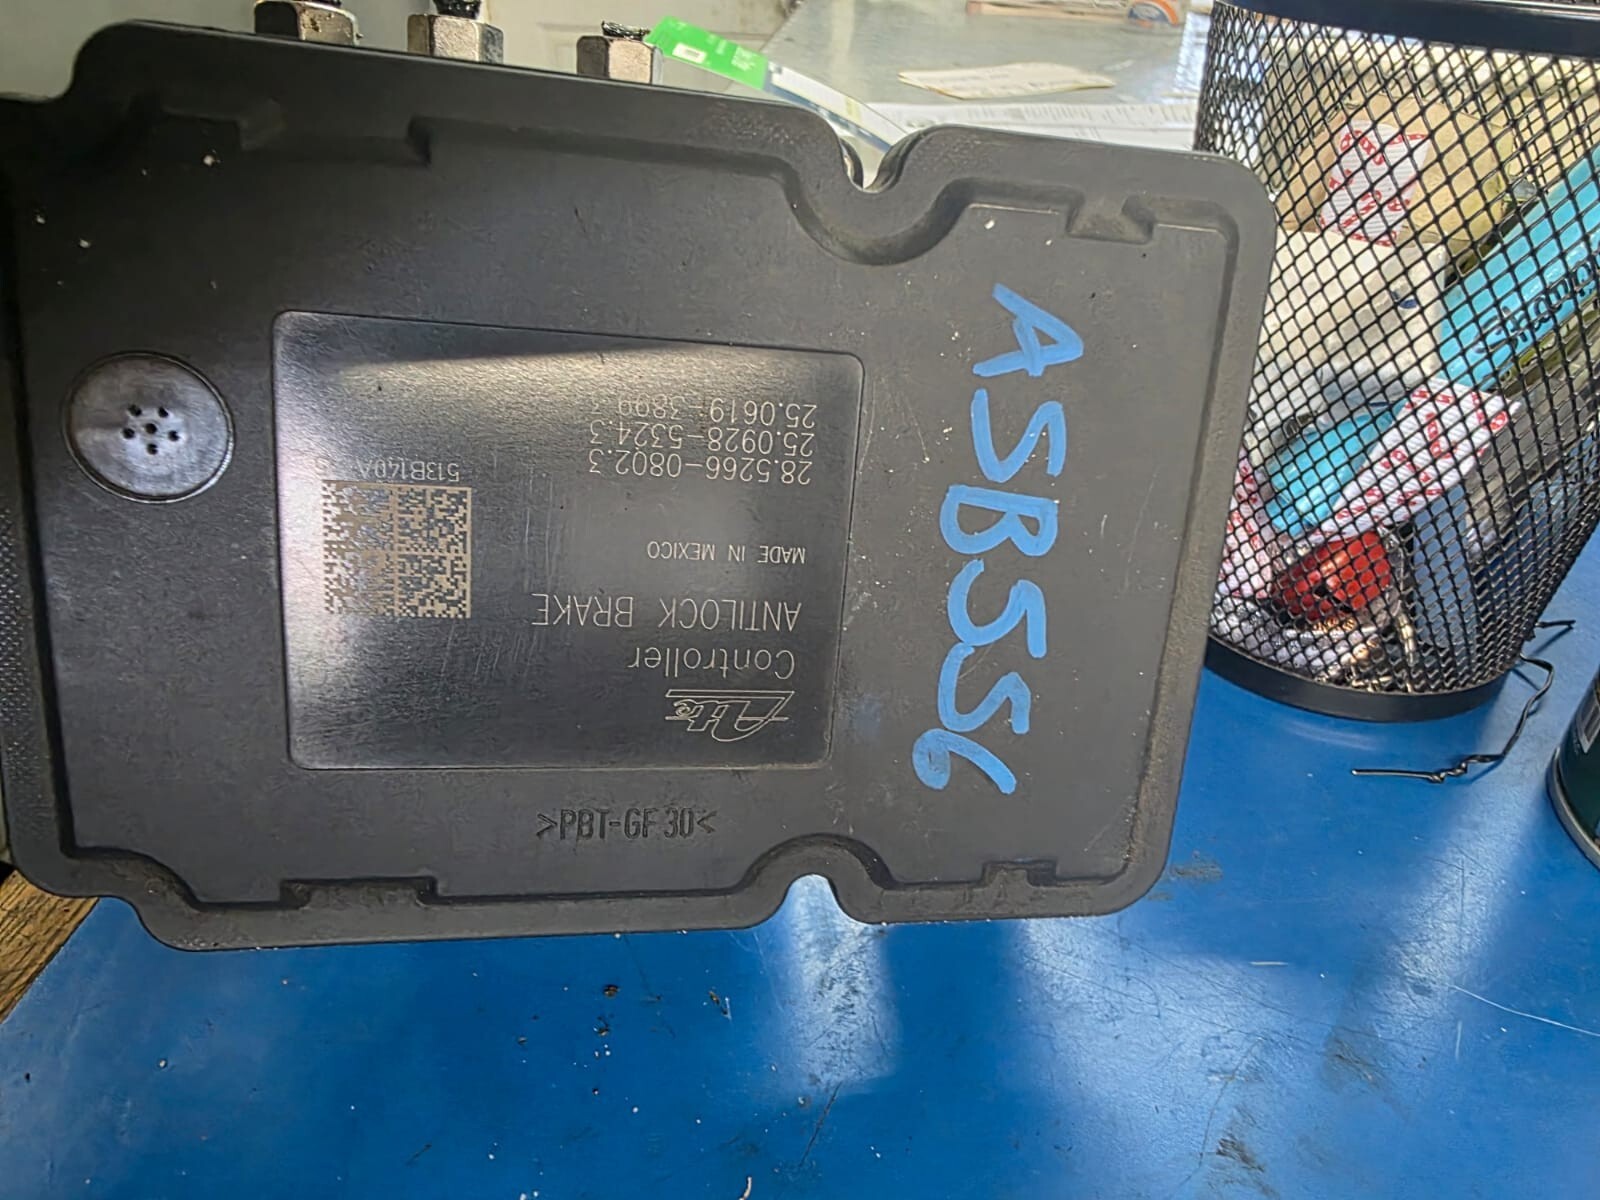 Ate
Controller
ANTILOCK BRAKE
MADE IN MEXICO
28.5266-0802.3
25.0928-5324.3
25.0619-3899.3
513B140A
>PBT-GF 30<
ASB556